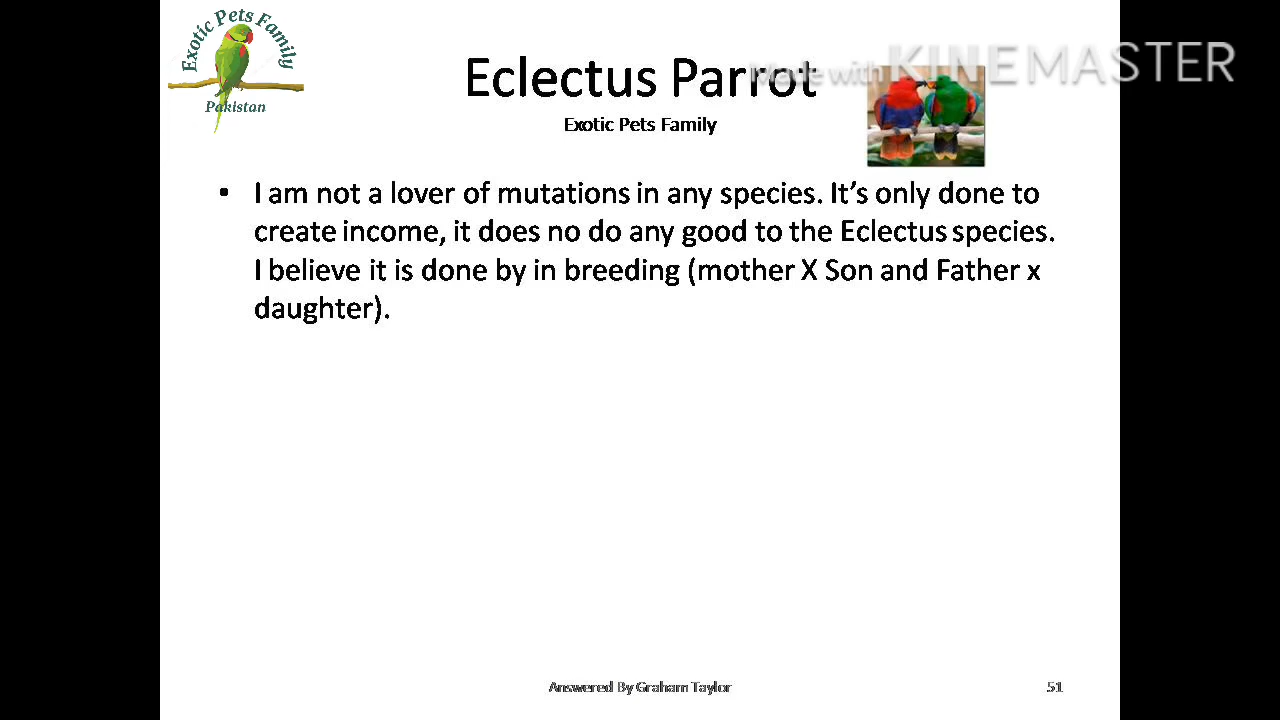 Exotic Pets Family
Pakistan
Made with KINEMASTER
Eclectus Parrot
Exotic Pets Family
• I am not a lover of mutations in any species. It’s only done to
create income, it does no do any good to the Eclectus species.
I believe it is done by in breeding (mother X Son and Father x
daughter).
Answered By Graham Taylor
51